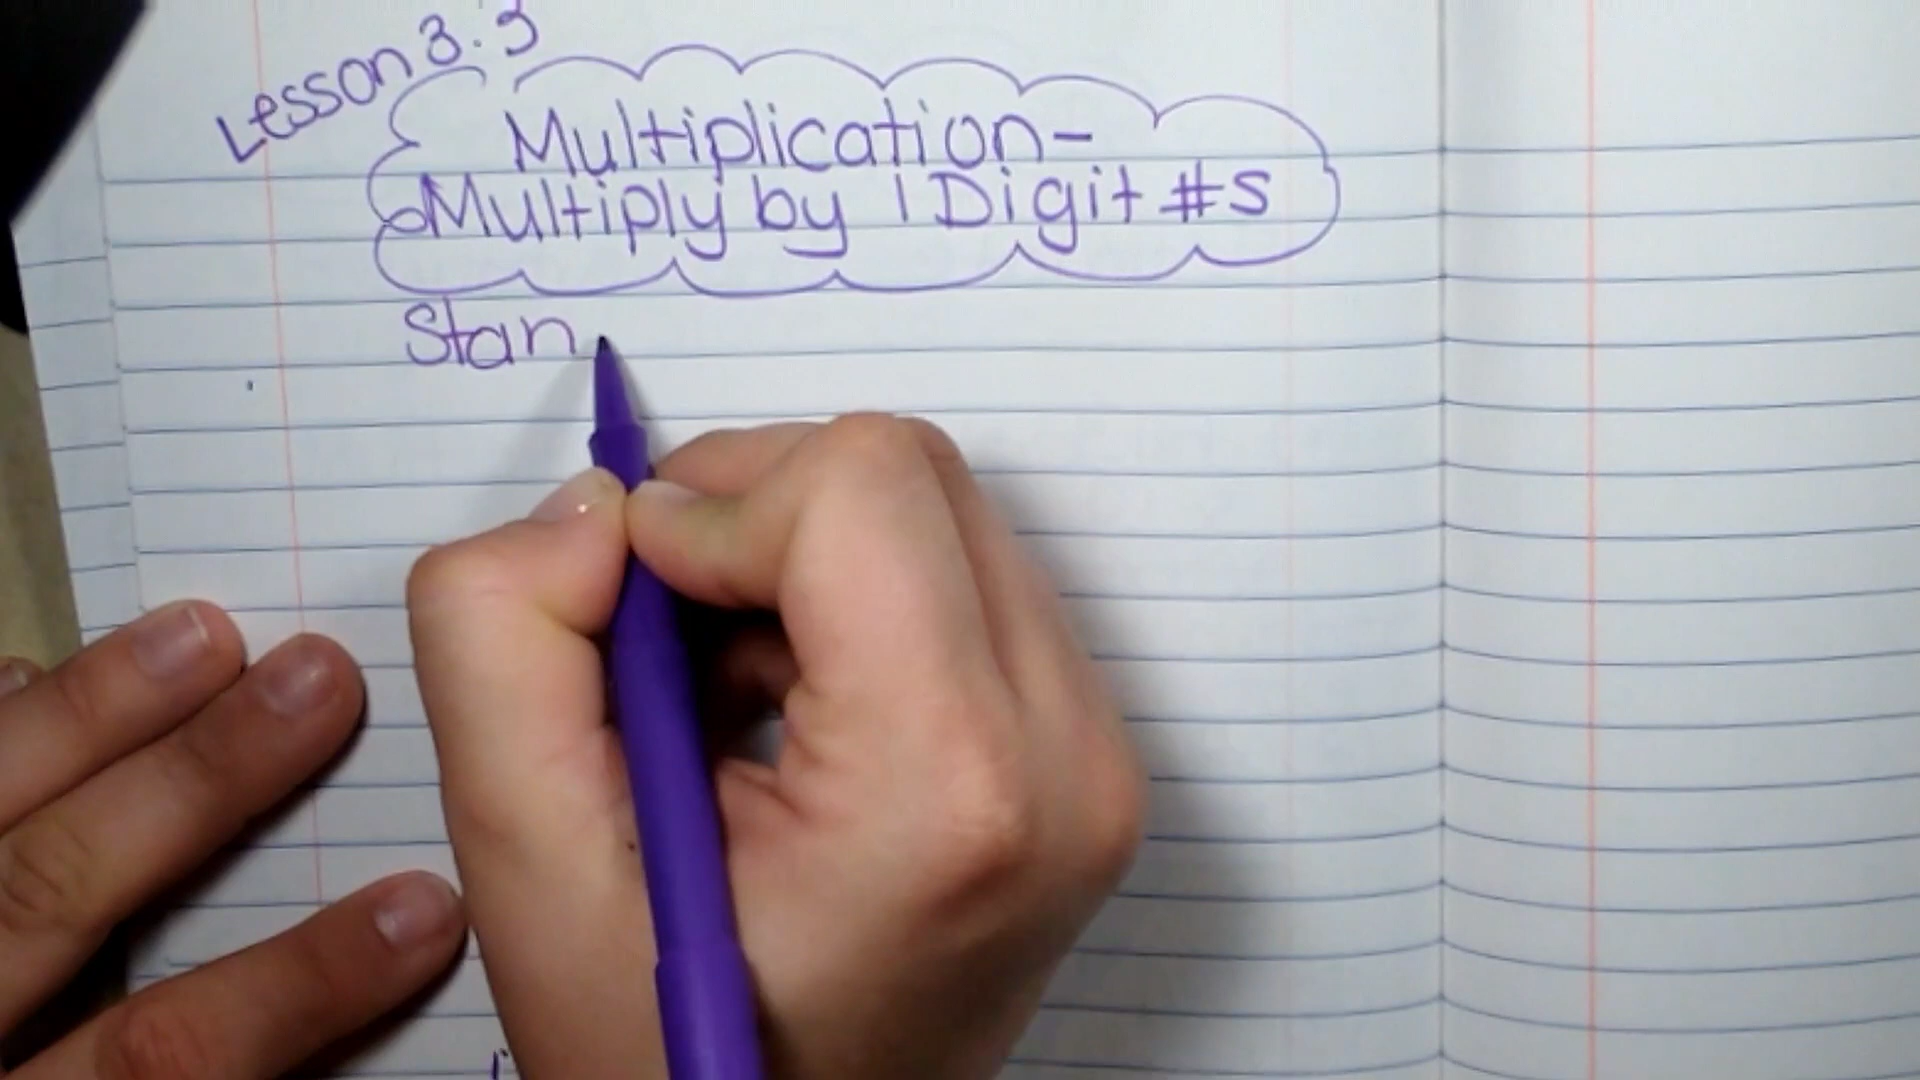 Lesson 3.3
Multiplication-
Multiply by 1 Digit #s
Stan